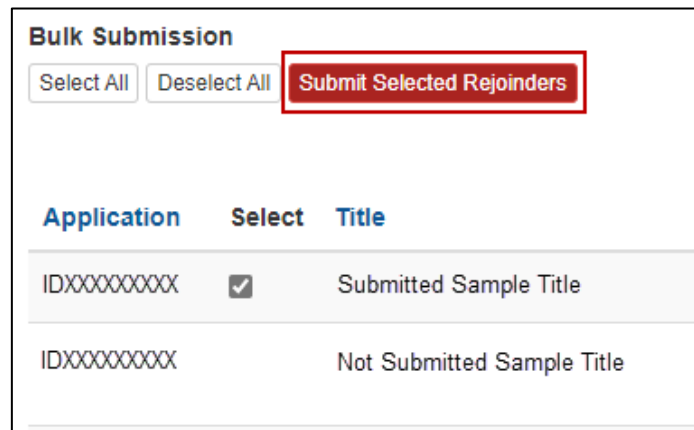 Bulk Submission
Select All Deselect All Submit Selected Rejoinders
Application Select Title
IDXXXXXXXXX Submitted Sample Title
IDXXXXXXXXX Not Submitted Sample Title